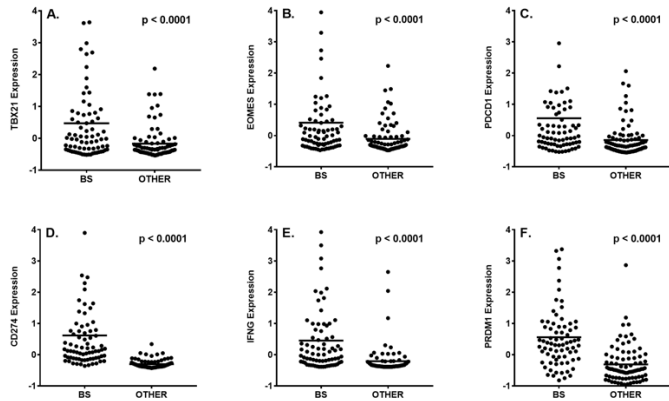 A.
p < 0.0001
TBX21 Expression
4
3
2
1
0
-1
BS
OTHER
B.
p < 0.0001
EOMES Expression
4
3
2
1
0
-1
BS
OTHER
C.
p < 0.0001
PDCD1 Expression
4
3
2
1
0
-1
BS
OTHER
D.
p < 0.0001
CD274 Expression
4
3
2
1
0
-1
BS
OTHER
E.
p < 0.0001
IFNG Expression
4
3
2
1
0
-1
BS
OTHER
F.
p < 0.0001
PRDM1 Expression
4
3
2
1
0
-1
BS
OTHER